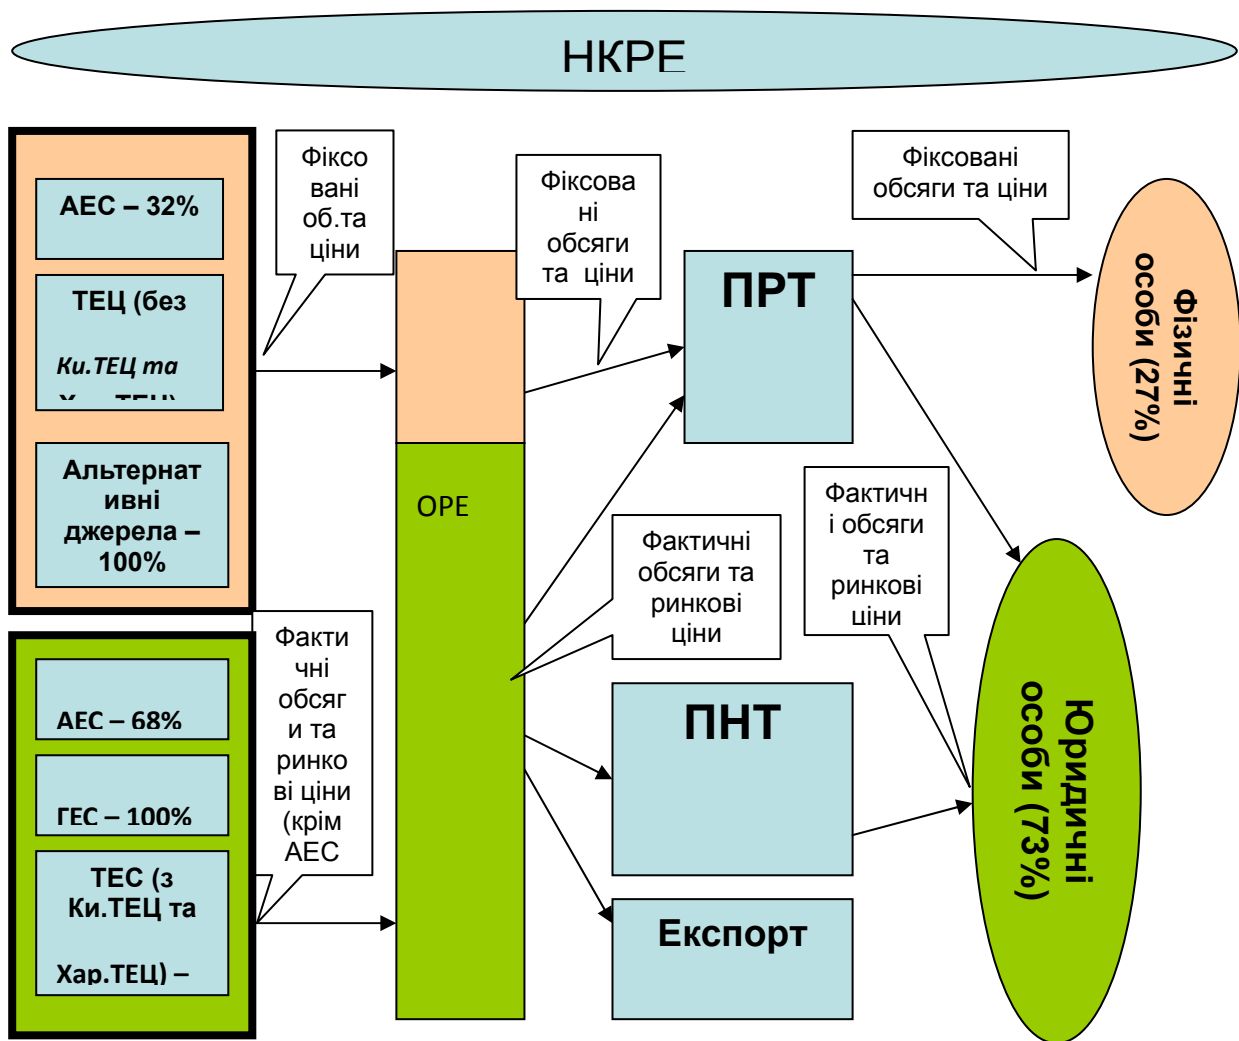 НКРЕ
АЕС – 32%
ТЕЦ (без
Ки.ТЕЦ та
Альтернат
ивні
джерела –
100%
Фіксо
вані
об.та
ціни
Фіксова
ні
обсяги
та ціни
Фіксовані
обсяги та ціни
ПРТ
Фізичні
особи (27%)
ОРЕ
Фактичні
обсяги та
ринкові
ціни
Фактичн
і обсяги
та
ринкові
ціни
АЕС – 68%
ГЕС – 100%
ТЕС (з
Ки.ТЕЦ та
Хар.ТЕЦ) –
Факти
чні
обсяг
и та
ринко
ві ціни
(крім
АЕС
ПНТ
Експорт
Юридичні
особи (73%)